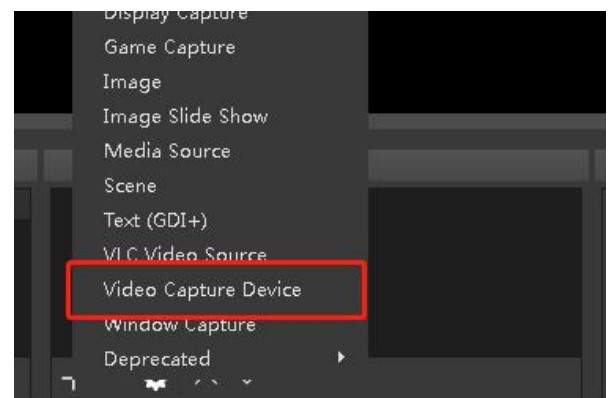 Display Capture
Game Capture
Image
Image Slide Show
Media Source
Scene
Text (GDI+)
VLC Video Source
Video Capture Device
Window Capture
Deprecated